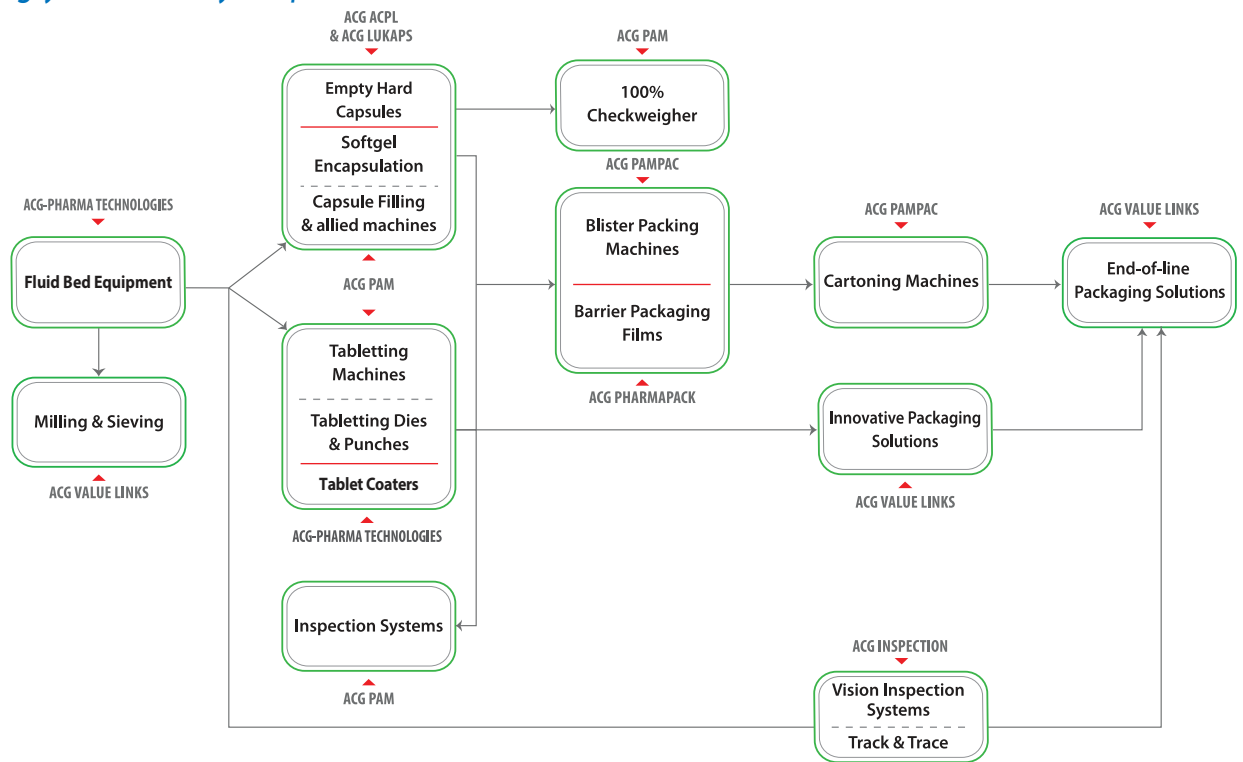 ACG ACPL
& ACG LUKAPS
ACG PAM
Empty Hard
Capsules
Softgel
Encapsulation
Capsule Filling
& allied machines
100%
Checkweigher
ACG PAMPAC
ACG-PHARMA TECHNOLOGIES
Fluid Bed Equipment
ACG PAM
Blister Packing
Machines
Barrier Packaging
Films
ACG PHARMAPACK
ACG PAMPAC
Cartoning Machines
ACG VALUE LINKS
End-of-line
Packaging Solutions
Milling & Sieving
ACG VALUE LINKS
Tabletting
Machines
Tabletting Dies
& Punches
Tablet Coaters
ACG-PHARMA TECHNOLOGIES
Innovative Packaging
Solutions
ACG VALUE LINKS
Inspection Systems
ACG PAM
ACG INSPECTION
Vision Inspection
Systems
Track & Trace